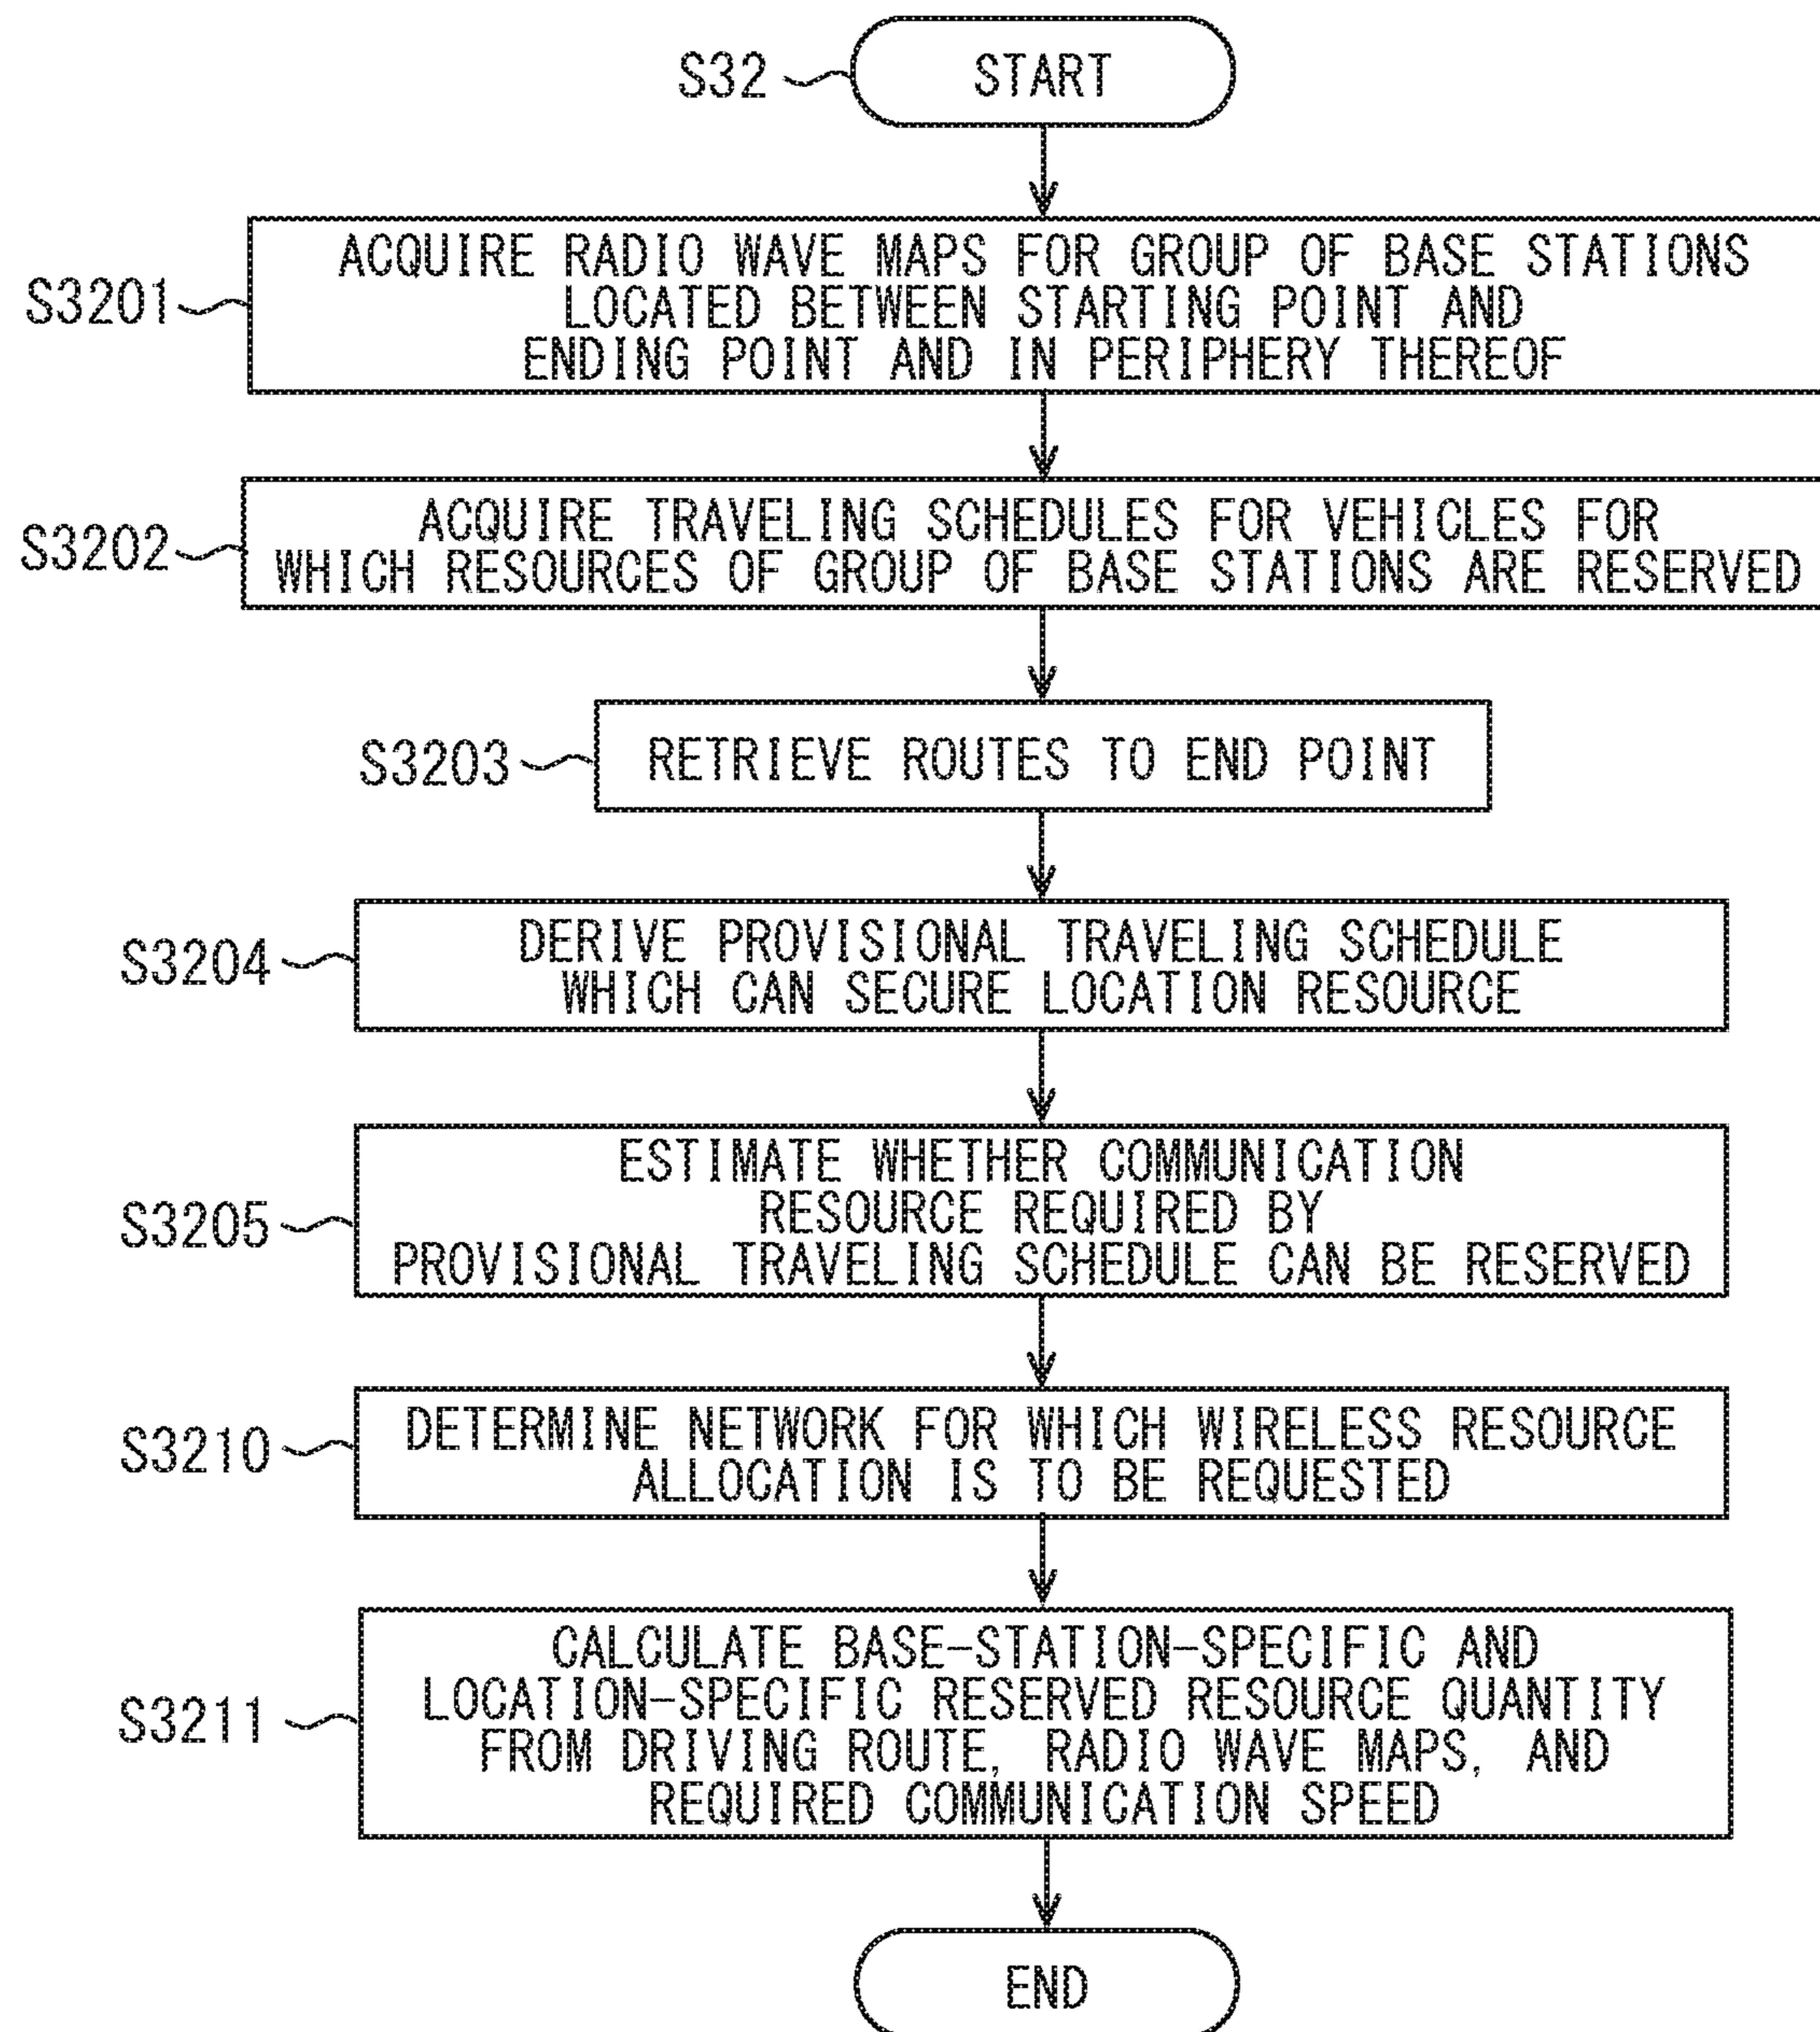 S32
START
S3201
ACQUIRE RADIO WAVE MAPS FOR GROUP OF BASE STATIONS
LOCATED BETWEEN STARTING POINT AND
ENDING POINT AND IN PERIPHERY THEREOF
S3202
ACQUIRE TRAVELING SCHEDULES FOR VEHICLES FOR
WHICH RESOURCES OF GROUP OF BASE STATIONS ARE RESERVED
S3203
RETRIEVE ROUTES TO END POINT
S3204
DERIVE PROVISIONAL TRAVELING SCHEDULE
WHICH CAN SECURE LOCATION RESOURCE
S3205
ESTIMATE WHETHER COMMUNICATION
RESOURCE REQUIRED BY
PROVISIONAL TRAVELING SCHEDULE CAN BE RESERVED
S3210
DETERMINE NETWORK FOR WHICH WIRELESS RESOURCE
ALLOCATION IS TO BE REQUESTED
S3211
CALCULATE BASE-STATION-SPECIFIC AND
LOCATION-SPECIFIC RESERVED RESOURCE QUANTITY
FROM DRIVING ROUTE, RADIO WAVE MAPS, AND
REQUIRED COMMUNICATION SPEED
END